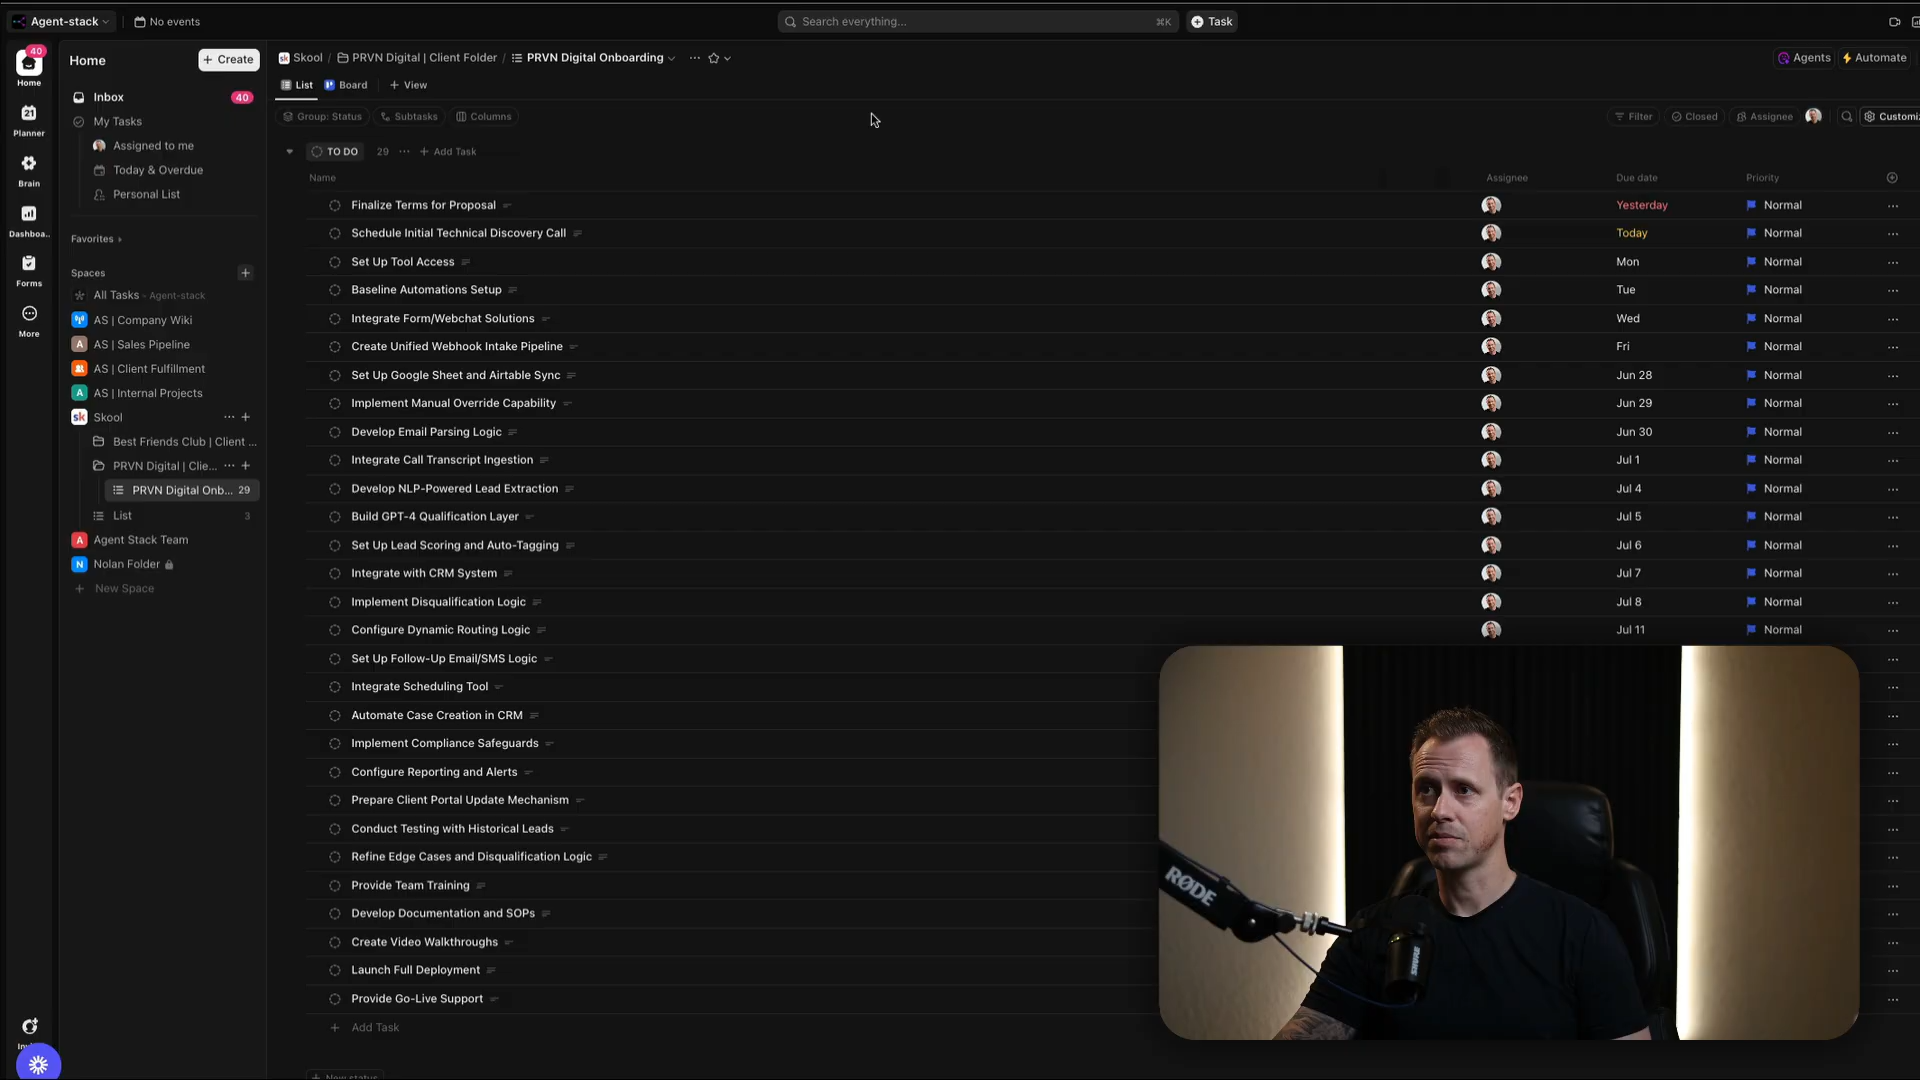 Agent-stack
No events
Search everything...
⌘K
Task
40
Home
Planner
21
Brain
Dashboa..
Forms
More
Home
Create
Inbox
40
My Tasks
Assigned to me
Today & Overdue
Personal List
Favorites
Spaces
All Tasks - Agent-stack
AS | Company Wiki
A AS | Sales Pipeline
AS | Client Fulfillment
A AS | Internal Projects
sk Skool
Best Friends Club | Client ...
PRVN Digital | Clie...
PRVN Digital Onb... 29
List 3
A Agent Stack Team
N Nolan Folder
New Space
sk Skool / PRVN Digital | Client Folder / PRVN Digital Onboarding
Agents
Automate
List
Board
View
Group: Status
Subtasks
Columns
Filter
Closed
Assignee
Customiz
TO DO 29 Add Task
Name Assignee Due date Priority
Finalize Terms for Proposal Yesterday Normal
Schedule Initial Technical Discovery Call Today Normal
Set Up Tool Access Mon Normal
Baseline Automations Setup Tue Normal
Integrate Form/Webchat Solutions Wed Normal
Create Unified Webhook Intake Pipeline Fri Normal
Set Up Google Sheet and Airtable Sync Jun 28 Normal
Implement Manual Override Capability Jun 29 Normal
Develop Email Parsing Logic Jun 30 Normal
Integrate Call Transcript Ingestion Jul 1 Normal
Develop NLP-Powered Lead Extraction Jul 4 Normal
Build GPT-4 Qualification Layer Jul 5 Normal
Set Up Lead Scoring and Auto-Tagging Jul 6 Normal
Integrate with CRM System Jul 7 Normal
Implement Disqualification Logic Jul 8 Normal
Configure Dynamic Routing Logic Jul 11 Normal
Set Up Follow-Up Email/SMS Logic
Integrate Scheduling Tool
Automate Case Creation in CRM
Implement Compliance Safeguards
Configure Reporting and Alerts
Prepare Client Portal Update Mechanism
Conduct Testing with Historical Leads
Refine Edge Cases and Disqualification Logic
Provide Team Training
Develop Documentation and SOPs
Create Video Walkthroughs
Launch Full Deployment
Provide Go-Live Support
Add Task
New status
RØDE
SHURE